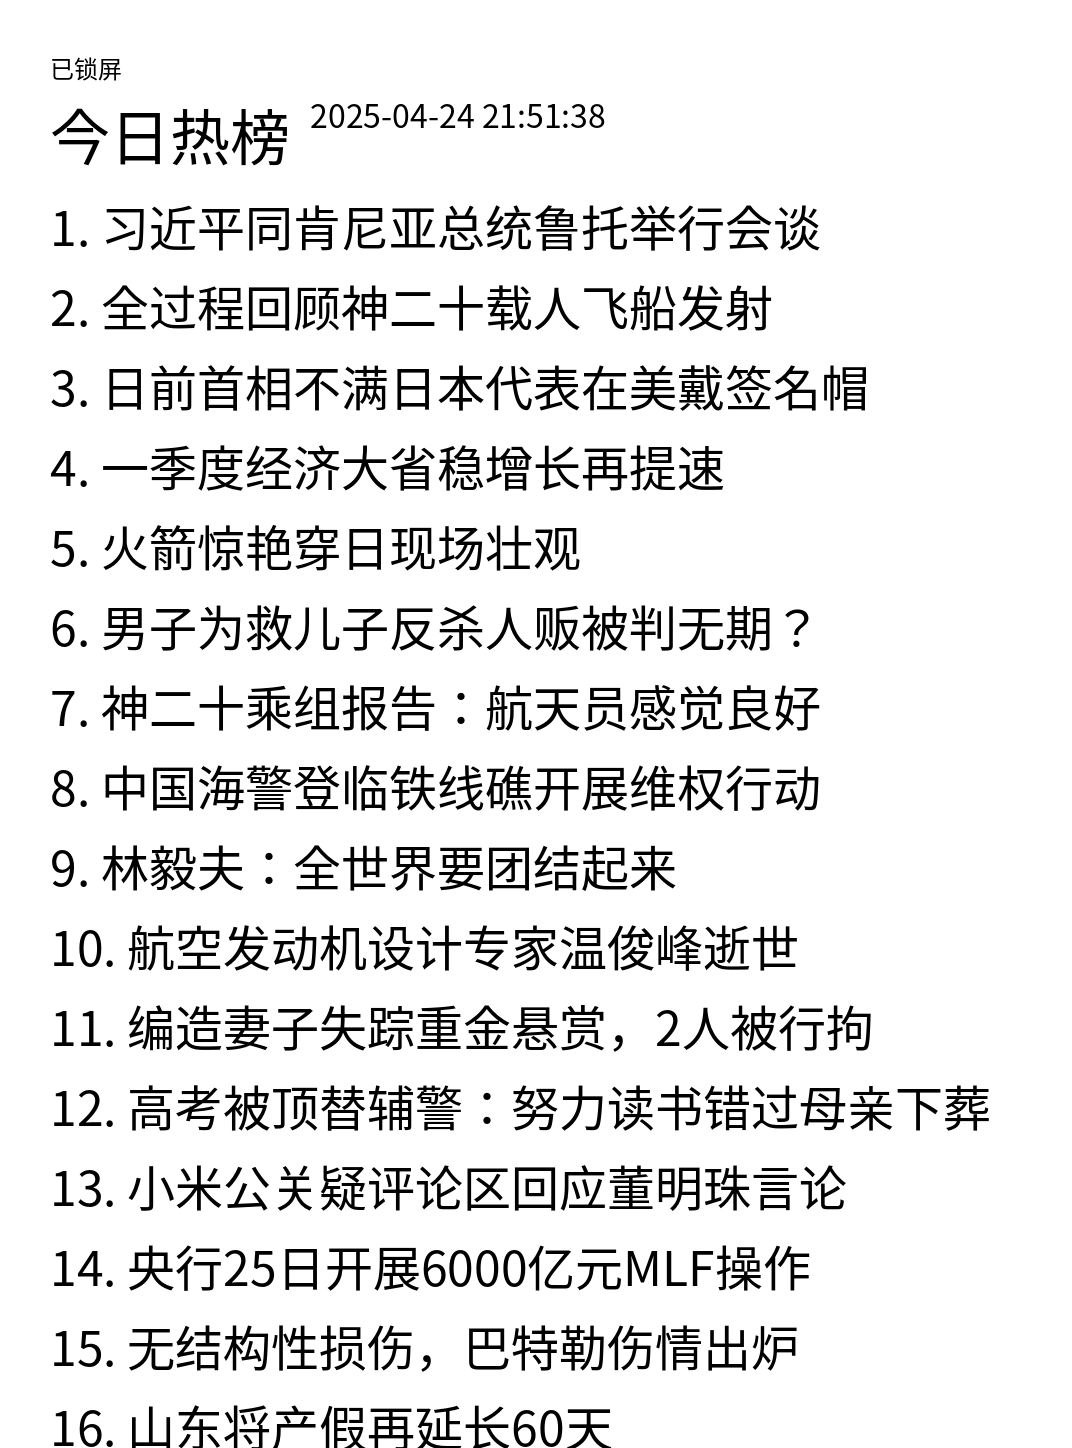 已锁屏
今日热榜 2025-04-24 21:51:38
1. 习近平同肯尼亚总统鲁托举行会谈
2. 全过程回顾神二十载人飞船发射
3. 日前首相不满日本代表在美戴签名帽
4. 一季度经济大省稳增长再提速
5. 火箭惊艳穿日现场壮观
6. 男子为救儿子反杀人贩被判无期？
7. 神二十乘组报告：航天员感觉良好
8. 中国海警登临铁线礁开展维权行动
9. 林毅夫：全世界要团结起来
10. 航空发动机设计专家温俊峰逝世
11. 编造妻子失踪重金悬赏，2人被行拘
12. 高考被顶替辅警：努力读书错过母亲下葬
13. 小米公关疑评论区回应董明珠言论
14. 央行25日开展6000亿元MLF操作
15. 无结构性损伤，巴特勒伤情出炉
16. 山东将产假再延长60天